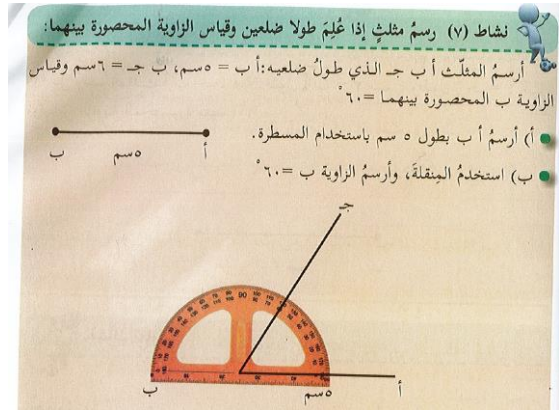 نشاط (٧) رسمُ مثلثٍ إذا عُلِمَ طولا ضلعين وقياس الزاوية المحصورة بينهما:
أرسمُ المثلّث أ ب جـ الذي طولُ ضلعيه: أ ب = ٥سم، ب جـ = ٦سم وقياس
الزاوية ب المحصورة بينهما = ٦٠°
أ) أرسمُ أ ب بطول ٥ سم باستخدام المسطرة.
أ
٥سم
ب
ب) استخدمُ المِنقلةَ، وأرسمُ الزاوية ب = ٦٠°
جـ
90
أ
٥سم
ب